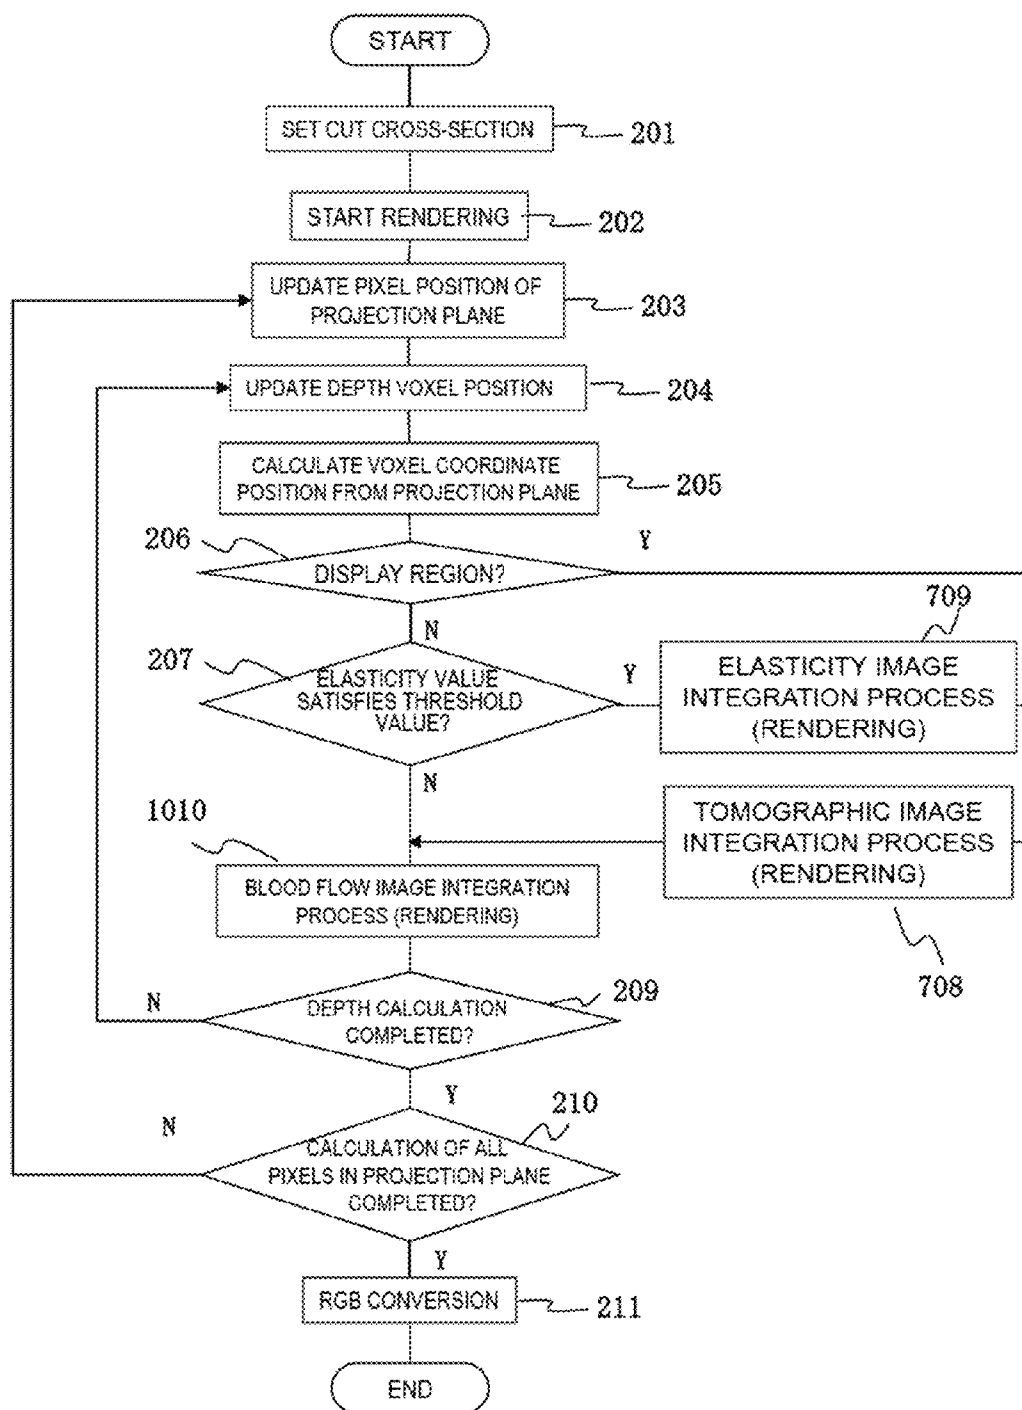 START
SET CUT CROSS-SECTION
201
START RENDERING
202
UPDATE PIXEL POSITION OF
PROJECTION PLANE
203
UPDATE DEPTH VOXEL POSITION
204
CALCULATE VOXEL COORDINATE
POSITION FROM PROJECTION PLANE
205
206
DISPLAY REGION?
Y
N
207
ELASTICITY VALUE
SATISFIES THRESHOLD
VALUE?
Y
N
709
ELASTICITY IMAGE
INTEGRATION PROCESS
(RENDERING)
TOMOGRAPHIC IMAGE
INTEGRATION PROCESS
(RENDERING)
708
1010
BLOOD FLOW IMAGE INTEGRATION
PROCESS (RENDERING)
209
DEPTH CALCULATION
COMPLETED?
N
Y
210
CALCULATION OF ALL
PIXELS IN PROJECTION PLANE
COMPLETED?
N
Y
RGB CONVERSION
211
END